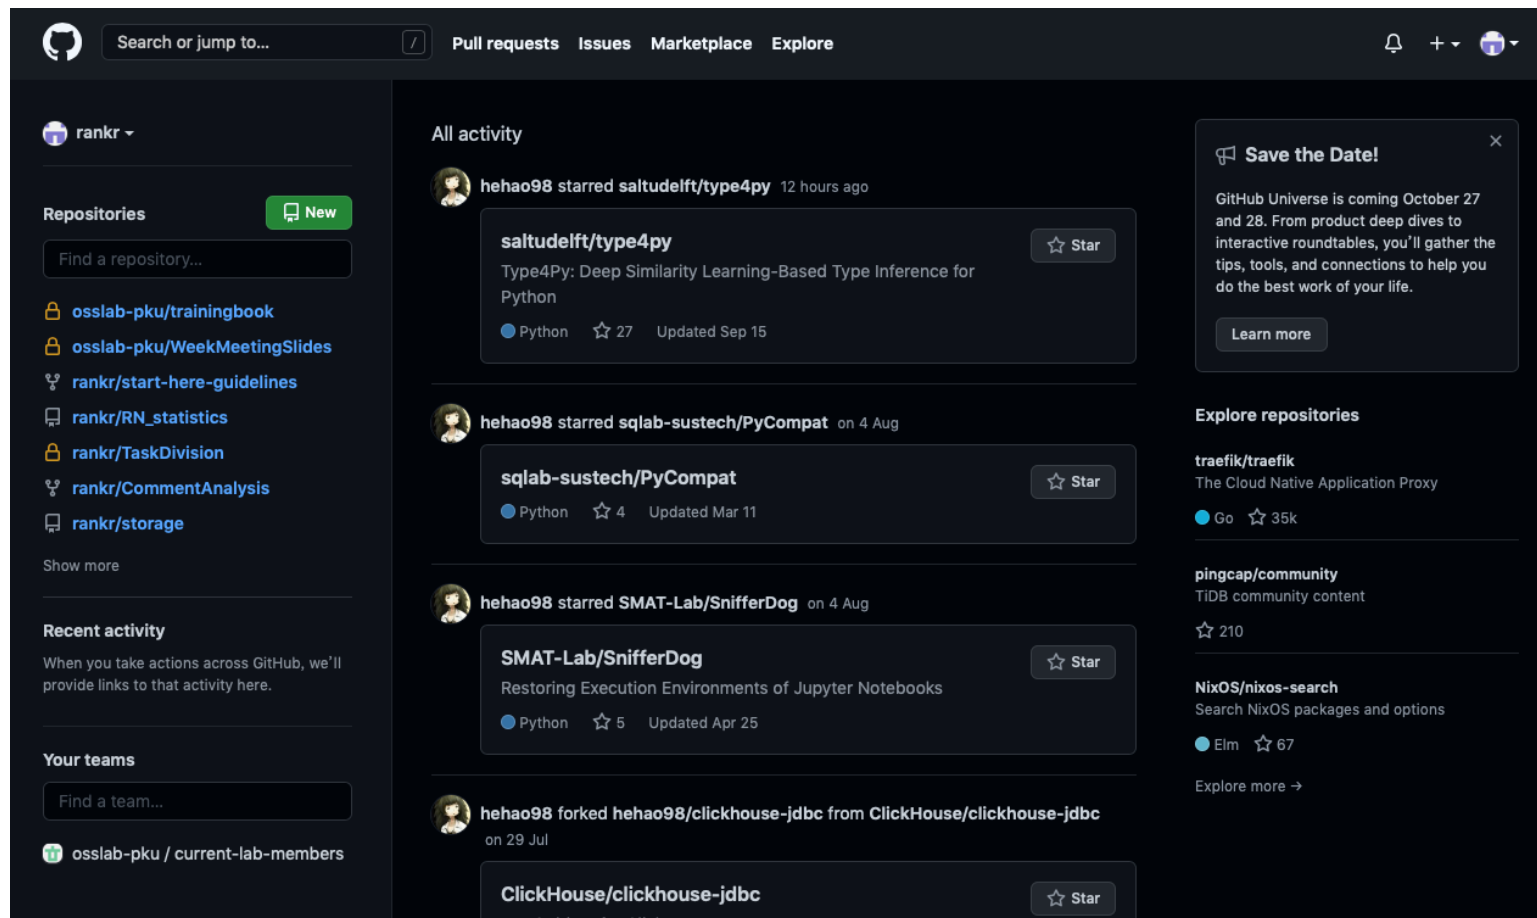 Search or jump to... /
Pull requests Issues Marketplace Explore
rankr
Repositories
New
Find a repository...
osslab-pku/trainingbook
osslab-pku/WeekMeetingSlides
rankr/start-here-guidelines
rankr/RN_statistics
rankr/TaskDivision
rankr/CommentAnalysis
rankr/storage
Show more
Recent activity
When you take actions across GitHub, we'll
provide links to that activity here.
Your teams
Find a team...
osslab-pku / current-lab-members
All activity
hehao98 starred saltudelft/type4py 12 hours ago
saltudelft/type4py
Star
Type4Py: Deep Similarity Learning-Based Type Inference for
Python
Python 27 Updated Sep 15
hehao98 starred sqlab-sustech/PyCompat on 4 Aug
sqlab-sustech/PyCompat
Star
Python 4 Updated Mar 11
hehao98 starred SMAT-Lab/SnifferDog on 4 Aug
SMAT-Lab/SnifferDog
Star
Restoring Execution Environments of Jupyter Notebooks
Python 5 Updated Apr 25
hehao98 forked hehao98/clickhouse-jdbc from ClickHouse/clickhouse-jdbc
on 29 Jul
ClickHouse/clickhouse-jdbc
Star
Save the Date!
GitHub Universe is coming October 27
and 28. From product deep dives to
interactive roundtables, you'll gather the
tips, tools, and connections to help you
do the best work of your life.
Learn more
Explore repositories
traefik/traefik
The Cloud Native Application Proxy
Go 35k
pingcap/community
TiDB community content
210
NixOS/nixos-search
Search NixOS packages and options
Elm 67
Explore more →